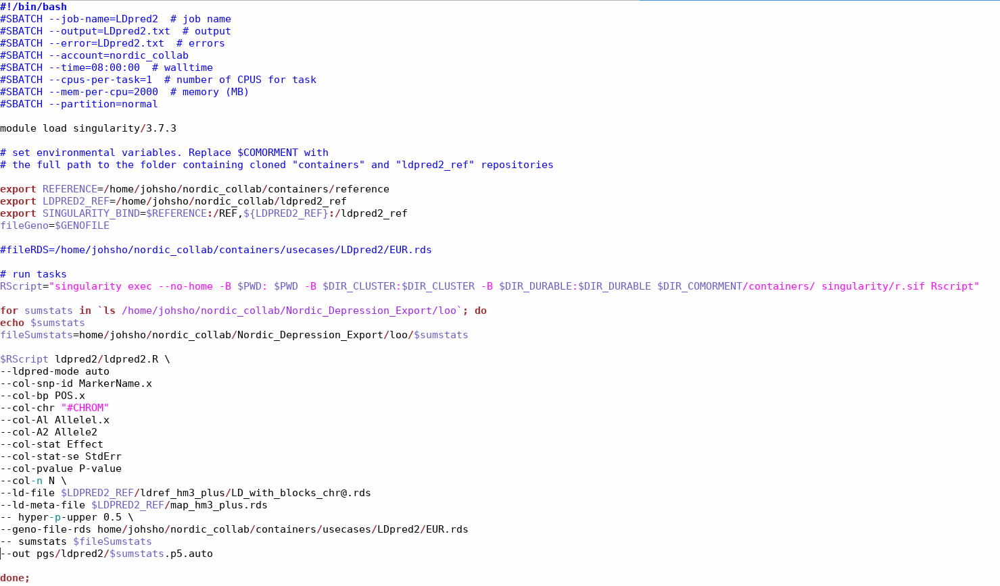 #!/bin/bash
#SBATCH --job-name=LDpred2  # job name
#SBATCH --output=LDpred2.txt  # output
#SBATCH --error=LDpred2.txt  # errors
#SBATCH --account=nordic_collab
#SBATCH --time=08:00:00  # walltime
#SBATCH --cpus-per-task=1  # number of CPUS for task
#SBATCH --mem-per-cpu=2000  # memory (MB)
#SBATCH --partition=normal
module load singularity/3.7.3
# set environmental variables. Replace $COMORMENT with
# the full path to the folder containing cloned "containers" and "ldpred2_ref" repositories
export REFERENCE=/home/johsho/nordic_collab/containers/reference
export LDPRED2_REF=/home/johsho/nordic_collab/ldpred2_ref
export SINGULARITY_BIND=$REFERENCE:/REF,${LDPRED2_REF}:/ldpred2_ref
fileGeno=$GENOFILE
#fileRDS=/home/johsho/nordic_collab/containers/usecases/LDpred2/EUR.rds
# run tasks
RScript="singularity exec --no-home -B $PWD: $PWD -B $DIR_CLUSTER:$DIR_CLUSTER -B $DIR_DURABLE:$DIR_DURABLE $DIR_COMORMENT/containers/ singularity/r.sif Rscript"
for sumstats in `ls /home/johsho/nordic_collab/Nordic_Depression_Export/loo`; do
echo $sumstats
fileSumstats=home/johsho/nordic_collab/Nordic_Depression_Export/loo/$sumstats
$RScript ldpred2/ldpred2.R \
--ldpred-mode auto
--col-snp-id MarkerName.x
--col-bp POS.x
--col-chr "#CHROM"
--col-Al Allelel.x
--col-A2 Allele2
--col-stat Effect
--col-stat-se StdErr
--col-pvalue P-value
--col-n N \
--ld-file $LDPRED2_REF/ldref_hm3_plus/LD_with_blocks_chr@.rds
--ld-meta-file $LDPRED2_REF/map_hm3_plus.rds
-- hyper-p-upper 0.5 \
--geno-file-rds home/johsho/nordic_collab/containers/usecases/LDpred2/EUR.rds
-- sumstats $fileSumstats
--out pgs/ldpred2/$sumstats.p5.auto
done;